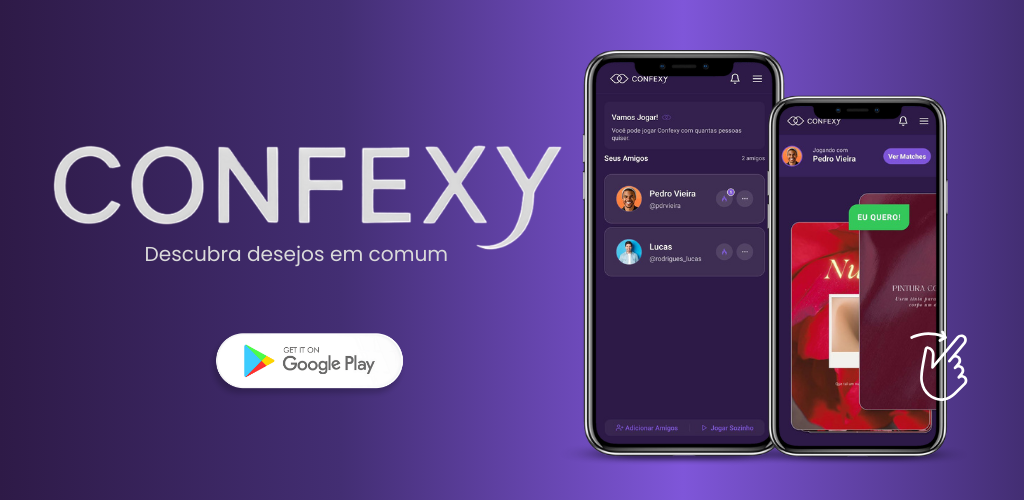 CONFEXY
Descubra desejos em comum
GET IT ON
Google Play
CONFEXY
Vamos Jogar!
Você pode jogar Confexy com quantas pessoas
quiser.
Seus Amigos
2 amigos
Pedro Vieira
@pdrvieira
Lucas
@rodrigues_lucas
Adicionar Amigos
Jogar Sozinho
CONFEXY
Jogando com
Pedro Vieira
Ver Matches
EU QUERO!
Nu
PINTURA CO